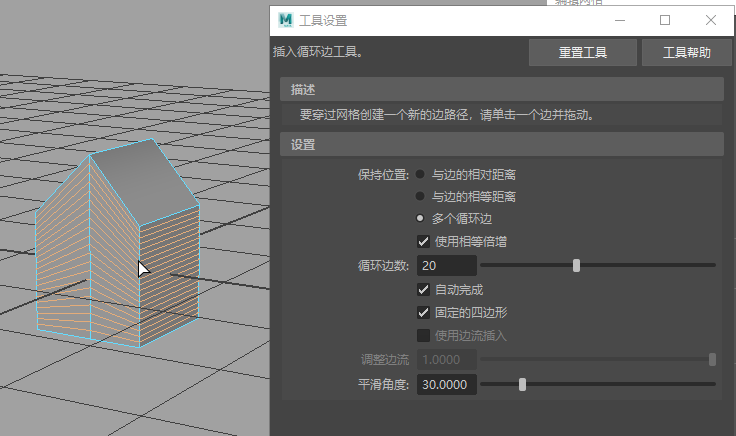 工具设置
插入循环边工具。
重置工具
工具帮助
描述
要穿过网格创建一个新的边路径，请单击一个边并拖动。
设置
保持位置: 与边的相对距离
与边的相等距离
多个循环边
使用相等倍增
循环边数: 20
自动完成
固定的四边形
使用边流插入
调整边流 1.0000
平滑角度: 30.0000